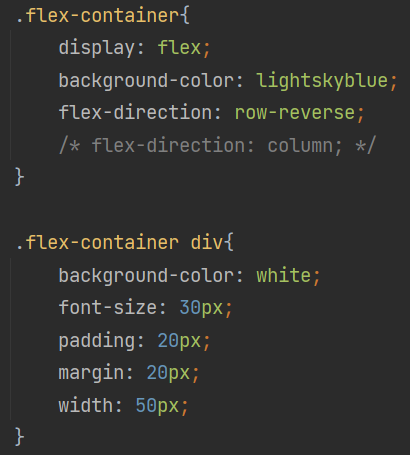 .flex-container{
    display: flex;
    background-color: lightskyblue;
    flex-direction: row-reverse;
    /* flex-direction: column; */
}

.flex-container div{
    background-color: white;
    font-size: 30px;
    padding: 20px;
    margin: 20px;
    width: 50px;
}